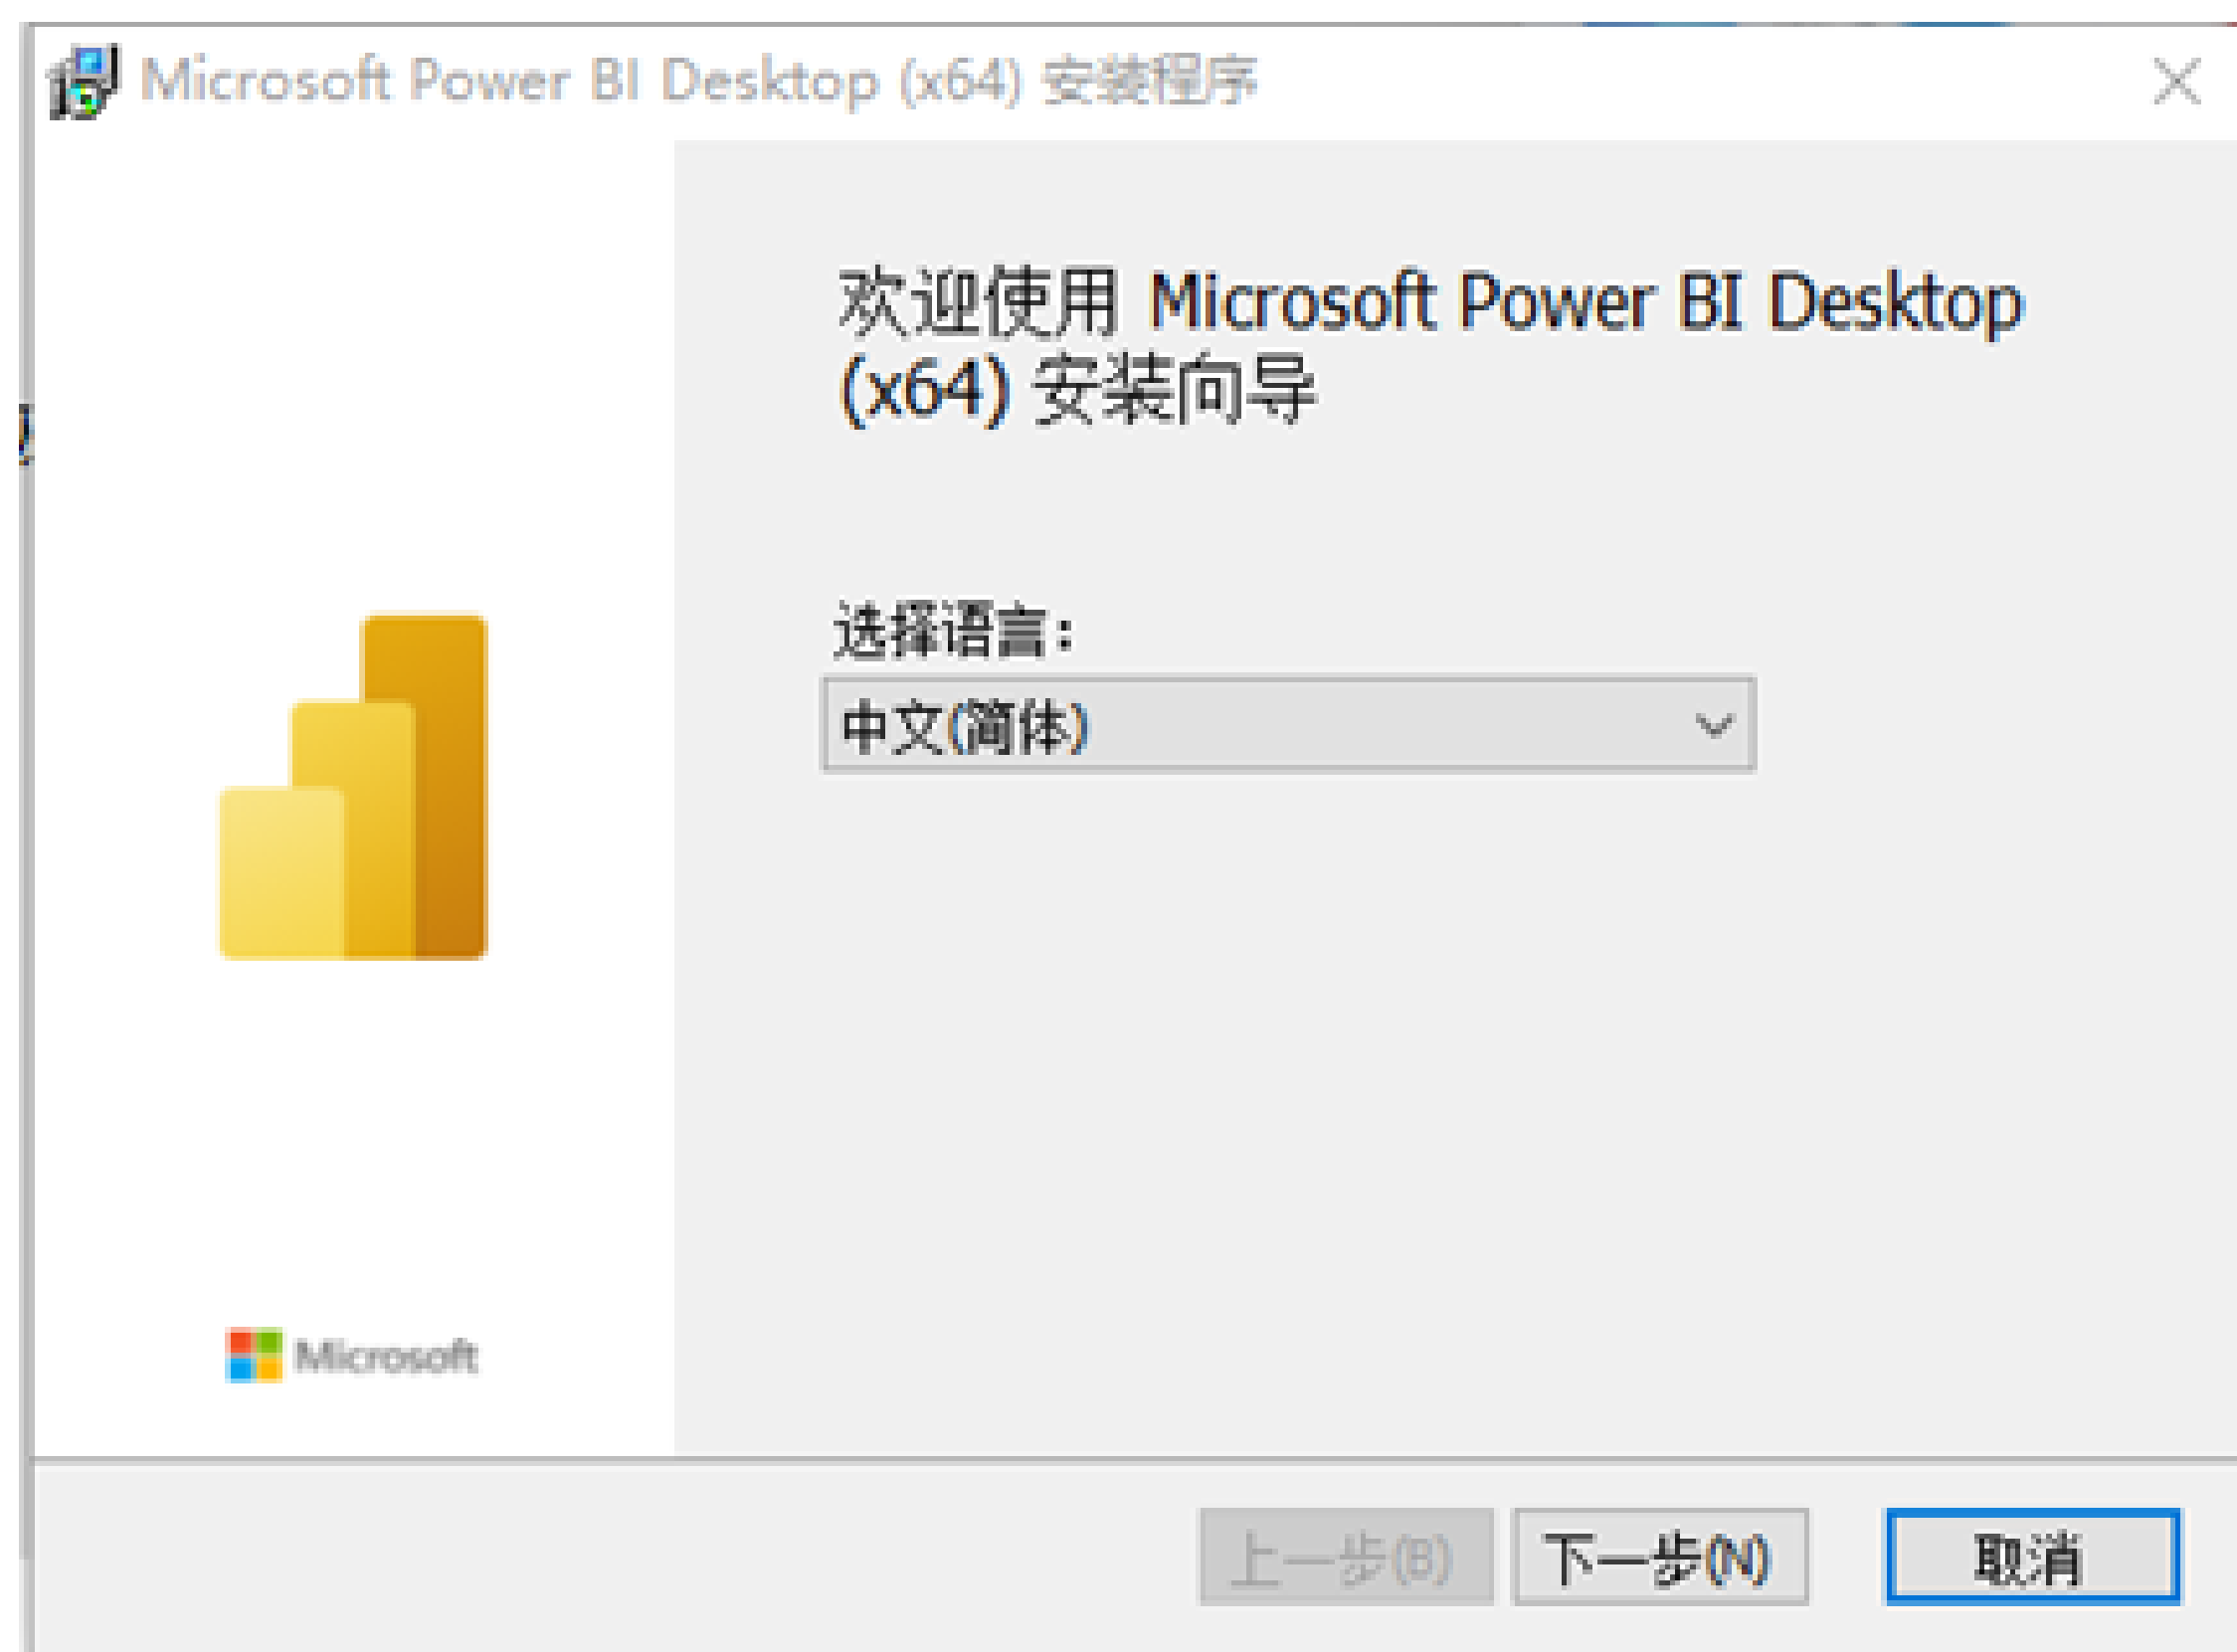 Microsoft Power BI Desktop (x64) 安装程序
欢迎使用 Microsoft Power BI Desktop
(x64) 安装向导
选择语言:
中文(简体)
Microsoft
上一步(B)
下一步(N)
取消